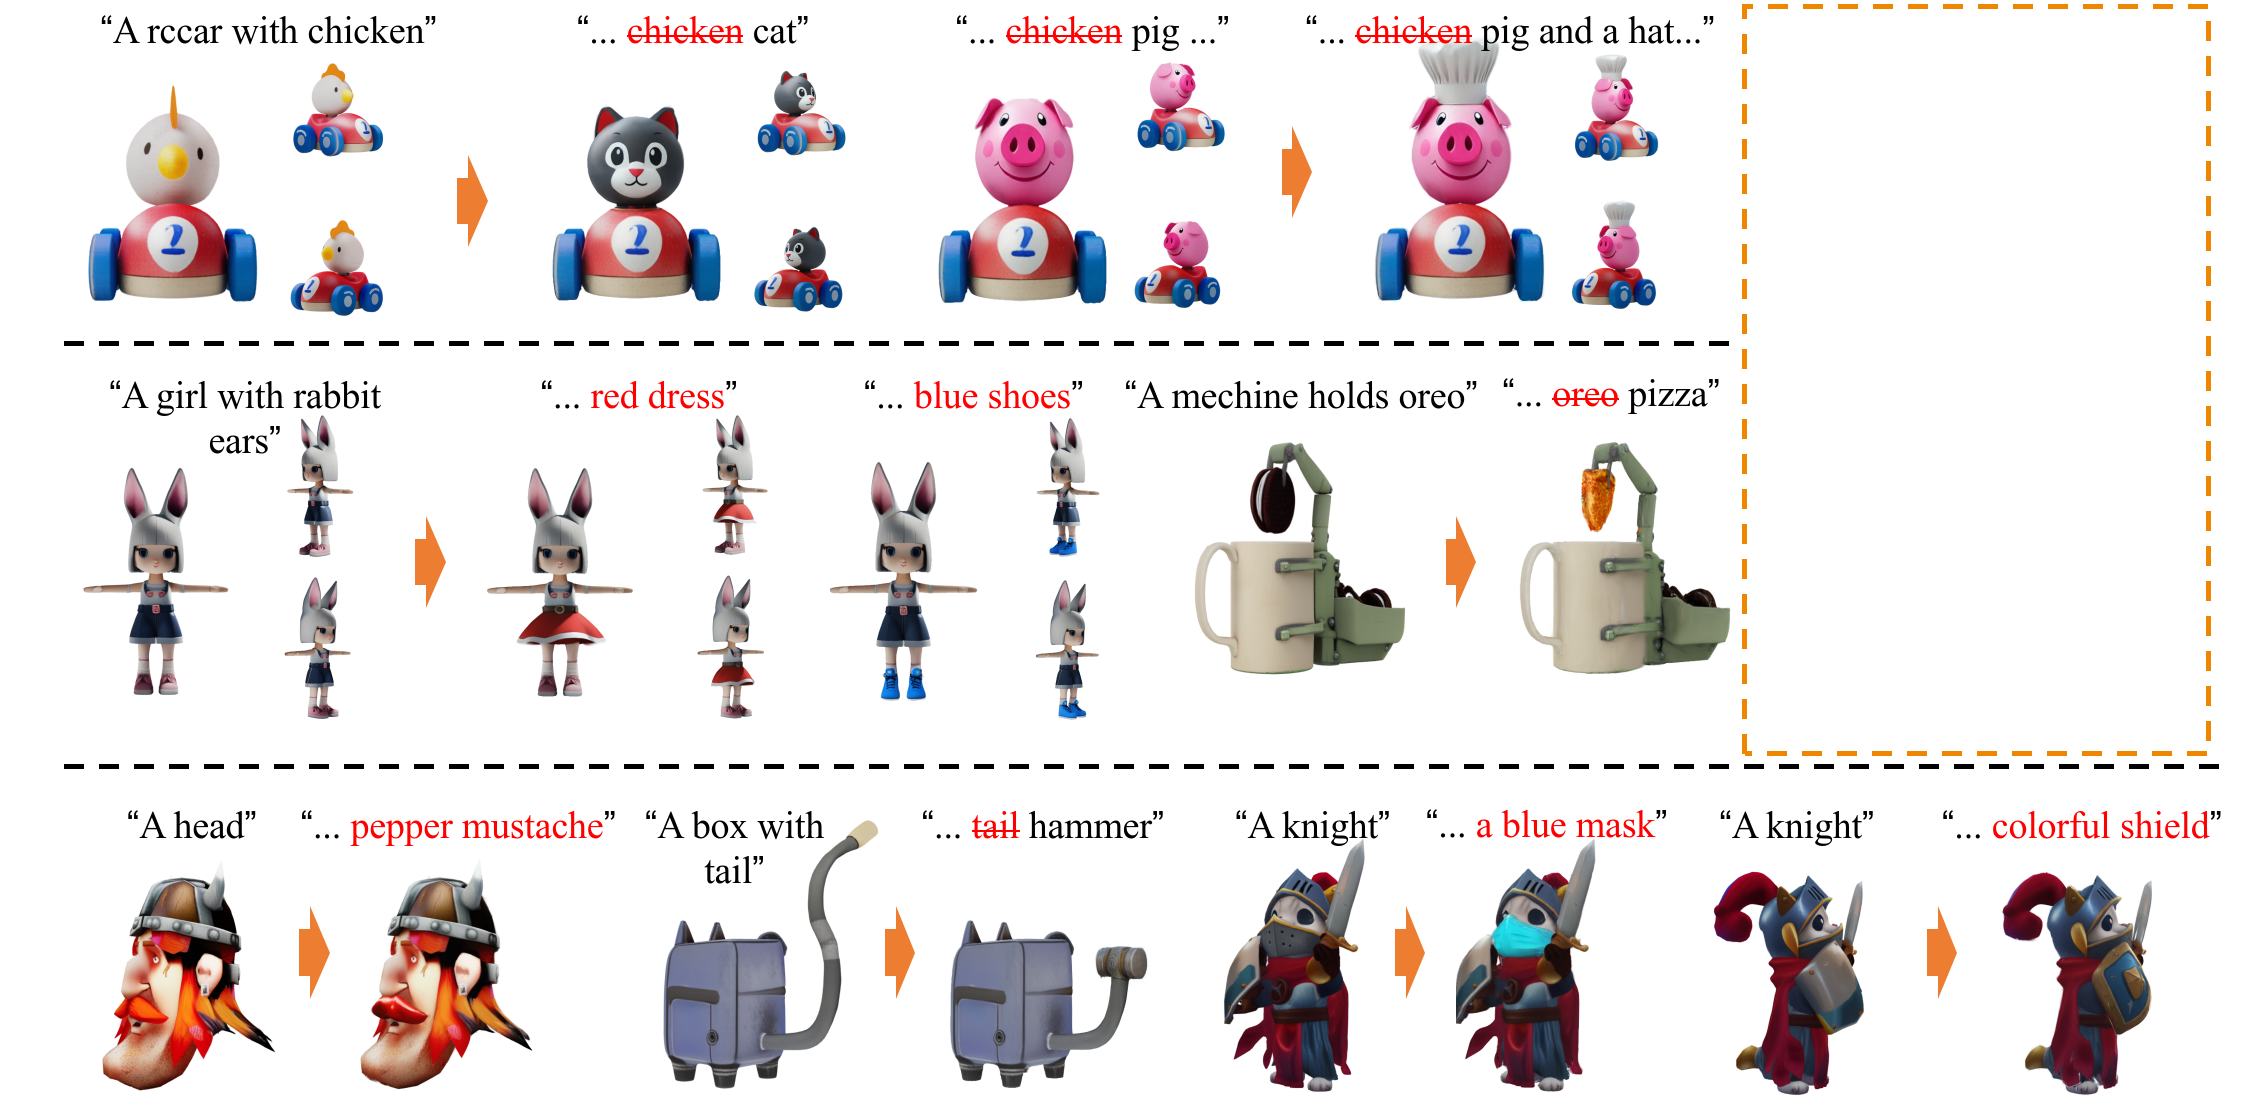 “A rccar with chicken”
“... chicken cat”
“... chicken pig ...”
“... chicken pig and a hat...”
“A girl with rabbit
ears”
“... red dress”
“... blue shoes”
“A mechine holds oreo”
“... oreo pizza”
“A head”
“... pepper mustache”
“A box with
tail”
“... tail hammer”
“A knight”
“... a blue mask”
“A knight”
“... colorful shield”